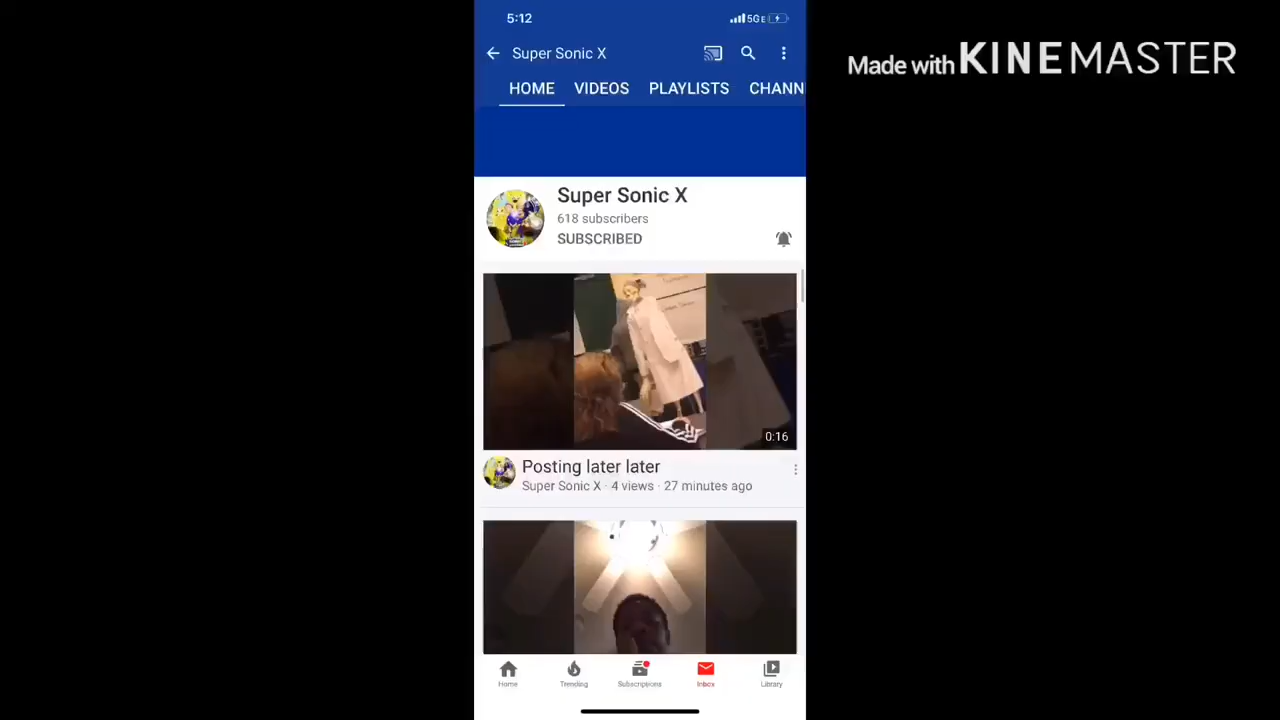 5:12
5GE
Super Sonic X
HOME VIDEOS PLAYLISTS CHANN
Made with KINEMASTER
Super Sonic X
618 subscribers
SUBSCRIBED
0:16
Posting later later
Super Sonic X · 4 views · 27 minutes ago
Home Trending Subscriptions Inbox Library